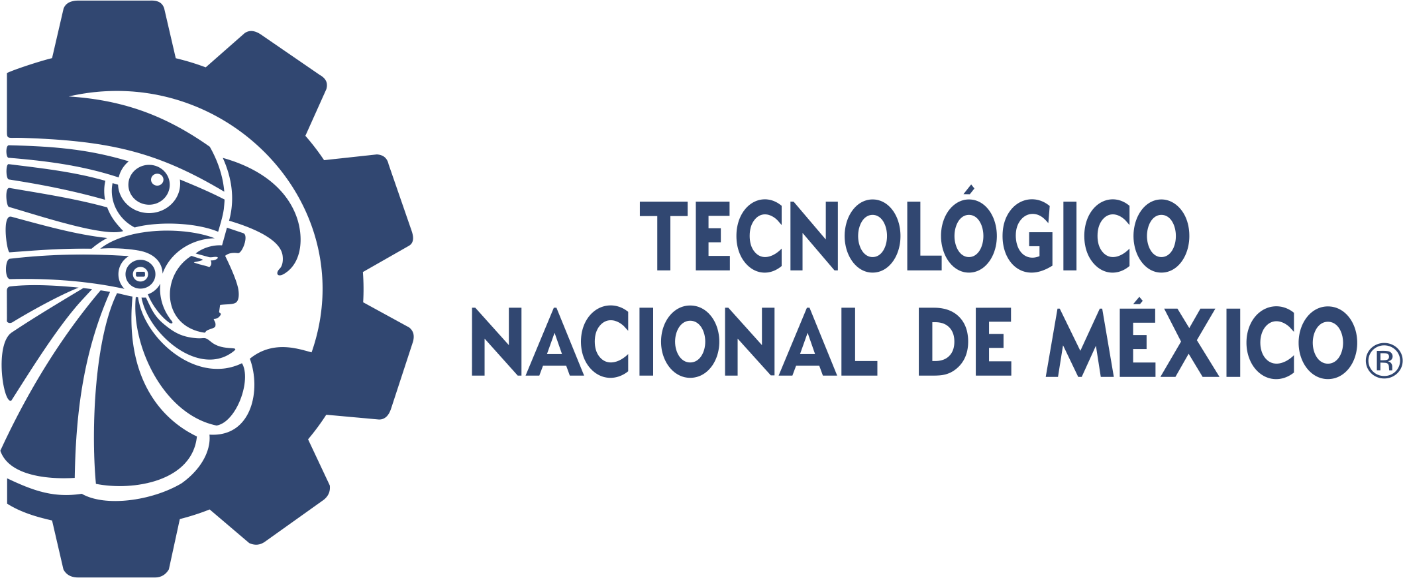 TECNOLÓGICO
NACIONAL DE MÉXICO®